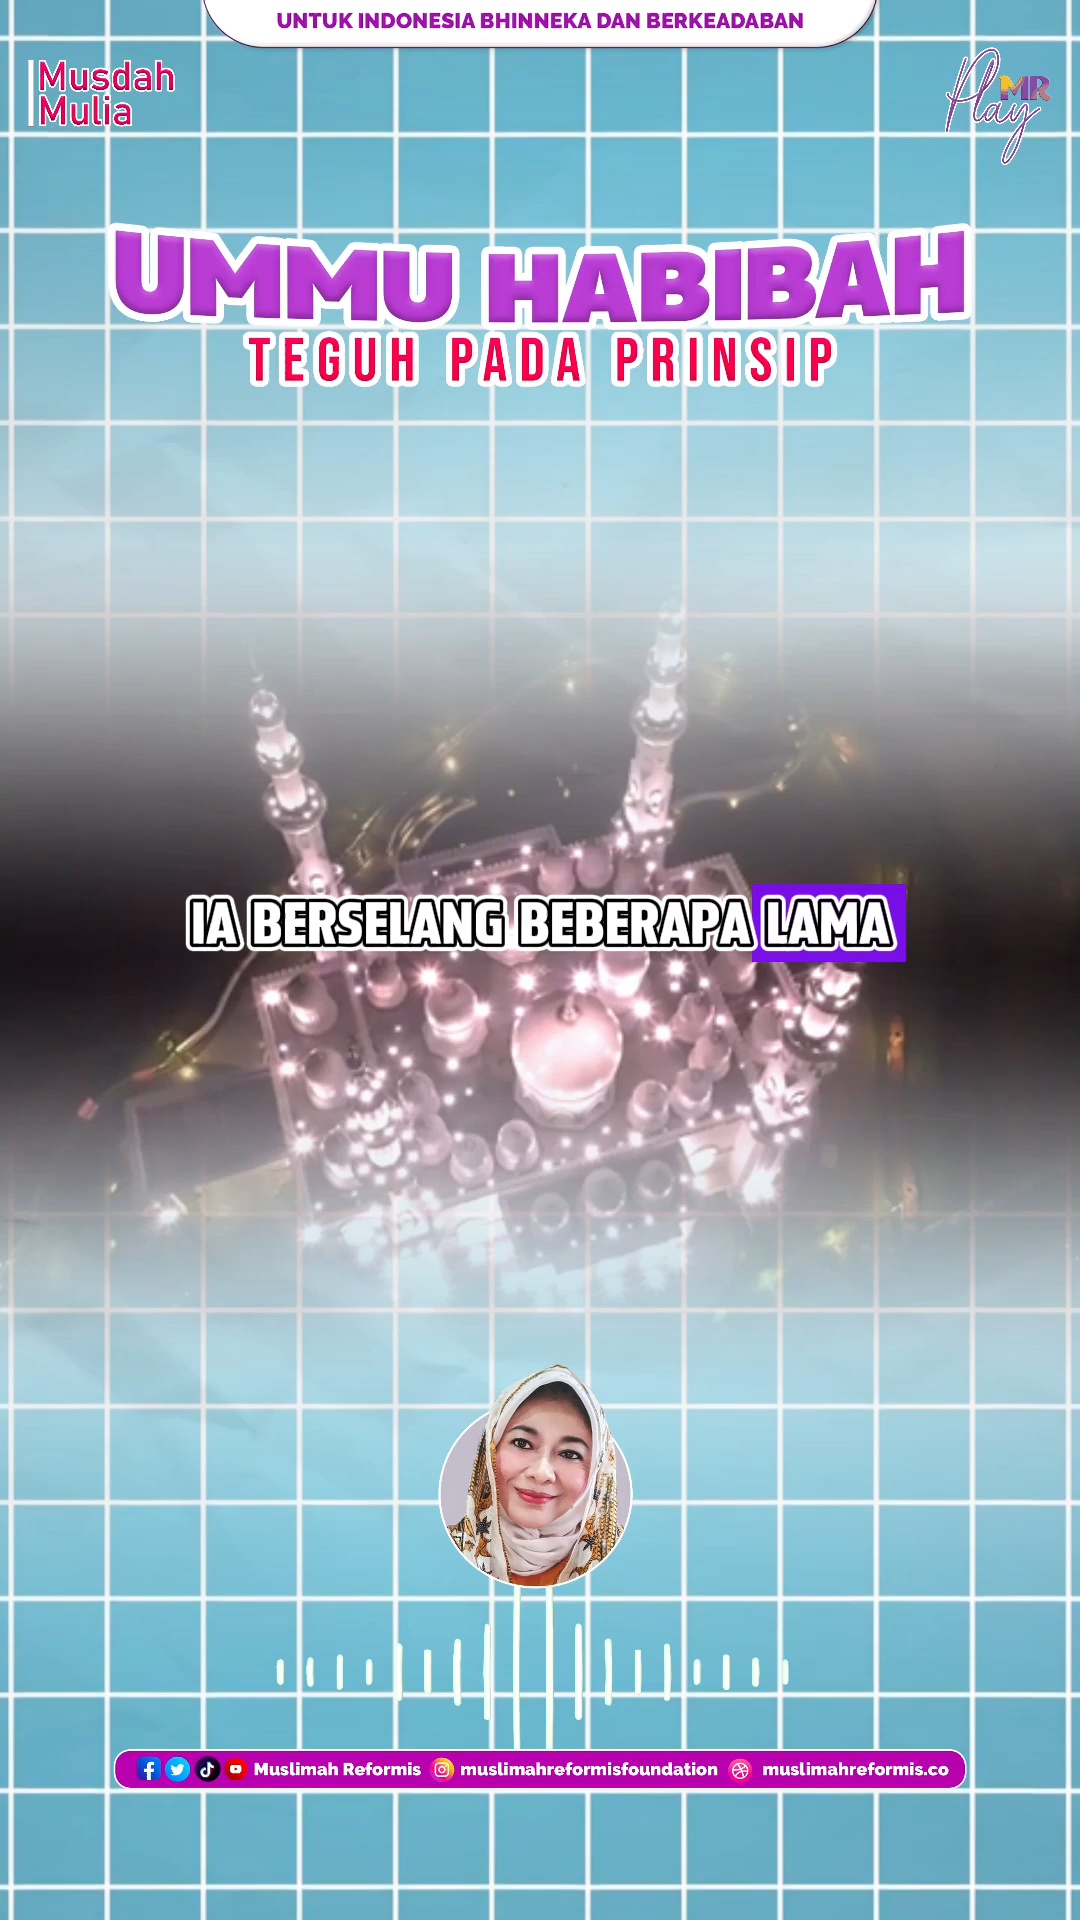 UNTUK INDONESIA BHINNEKA DAN BERKEADABAN
Musdah
Mulia
MR
Play
UMMU HABIBAH
TEGUH PADA PRINSIP
IA BERSELANG BEBERAPA LAMA
Muslimah Reformis muslimahreformisfoundation muslimahreformis.co